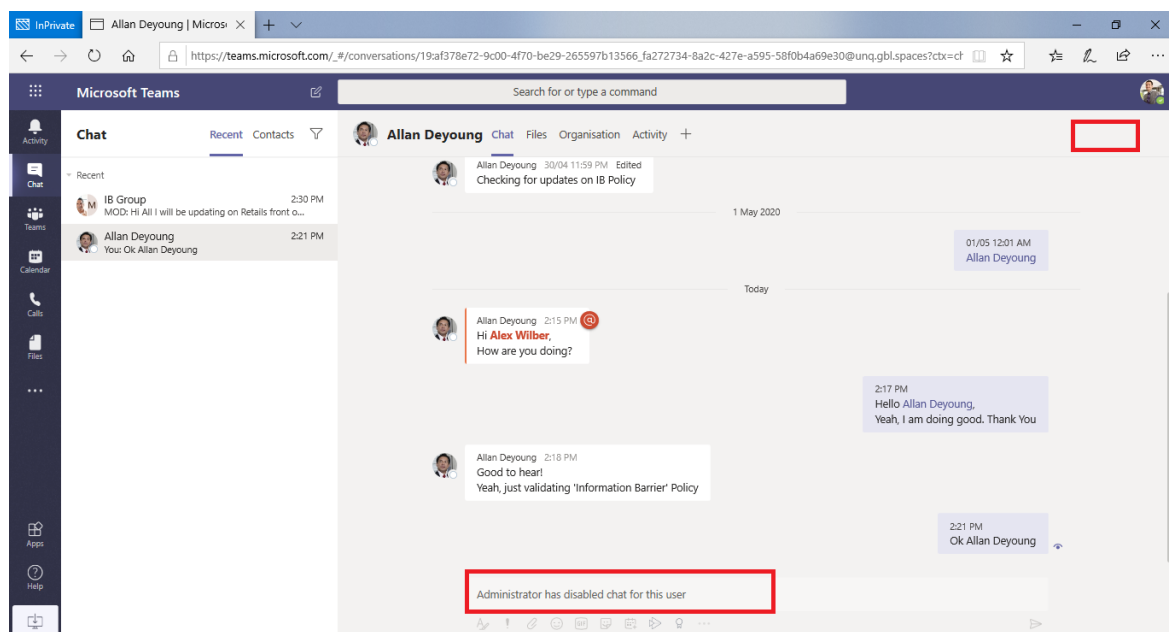 InPrivate
Allan Deyoung | Micros
https://teams.microsoft.com/_#/conversations/19:af378e72-9c00-4f70-be29-265597b13566_fa272734-8a2c-427e-a595-58f0b4a69e30@unq.gbl.spaces?ctx=ch
Microsoft Teams
Search for or type a command
Activity
Chat
Teams
Calendar
Calls
Files
Apps
Help
Chat
Recent Contacts
Recent
IB Group 2:30 PM
MOD: Hi All I will be updating on Retails front o...
Allan Deyoung 2:21 PM
You: Ok Allan Deyoung
Allan Deyoung Chat Files Organisation Activity
Allan Deyoung 30/04 11:59 PM Edited
Checking for updates on IB Policy
1 May 2020
01/05 12:01 AM
Allan Deyoung
Today
Allan Deyoung 2:15 PM @
Hi Alex Wilber,
How are you doing?
2:17 PM
Hello Allan Deyoung,
Yeah, I am doing good. Thank You
Allan Deyoung 2:18 PM
Good to hear!
Yeah, just validating 'Information Barrier' Policy
2:21 PM
Ok Allan Deyoung
Administrator has disabled chat for this user
GIF